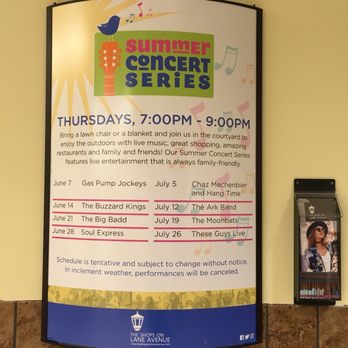 SUMMER
CONCERT
SERIES
THURSDAYS, 7:00PM - 9:00PM
Bring a lawn chair or a blanket and join us in the courtyard to
enjoy the outdoors with live music, great shopping, amazing
restaurants and family and friends! Our Summer Concert Series
features live entertainment that is always family-friendly.
June 7 Gas Pump Jockeys July 5 Chaz Mechenbier
and Hang Time
June 14 The Buzzard Kings July 12 The Ark Band
June 21 The Big Badd July 19 The Moonbats
June 28 Soul Express July 26 These Guys Live
Schedule is tentative and subject to change without notice.
In inclement weather, performances will be canceled.
THE SHOPS ON
LANE AVENUE